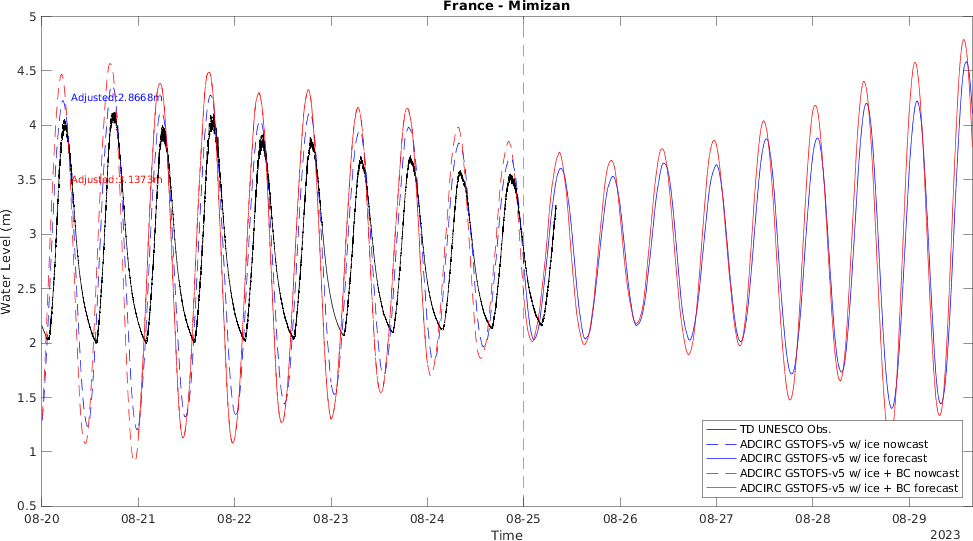 France - Mimizan
5
4.5
4
3.5
3
2.5
2
1.5
1
0.5
Water Level (m)
Adjusted:2.8668m
Adjusted:3.1373m
TD UNESCO Obs.
ADCIRC GSTOFS-v5 w/ ice nowcast
ADCIRC GSTOFS-v5 w/ ice forecast
ADCIRC GSTOFS-v5 w/ ice + BC nowcast
ADCIRC GSTOFS-v5 w/ ice + BC forecast
08-20 08-21 08-22 08-23 08-24 08-25 08-26 08-27 08-28 08-29
Time
2023